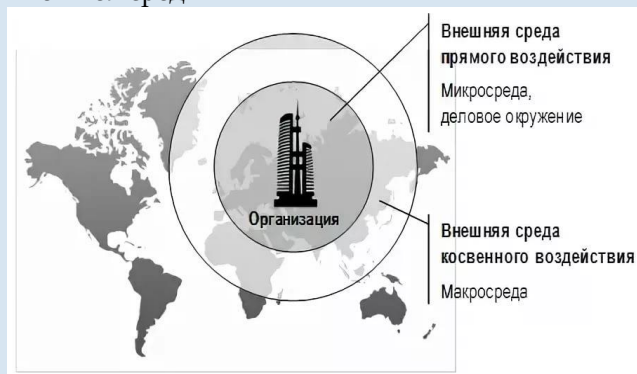 Внешняя среда
прямого воздействия
Микросреда,
деловое окружение
Организация
Внешняя среда
косвенного воздействия
Макросреда